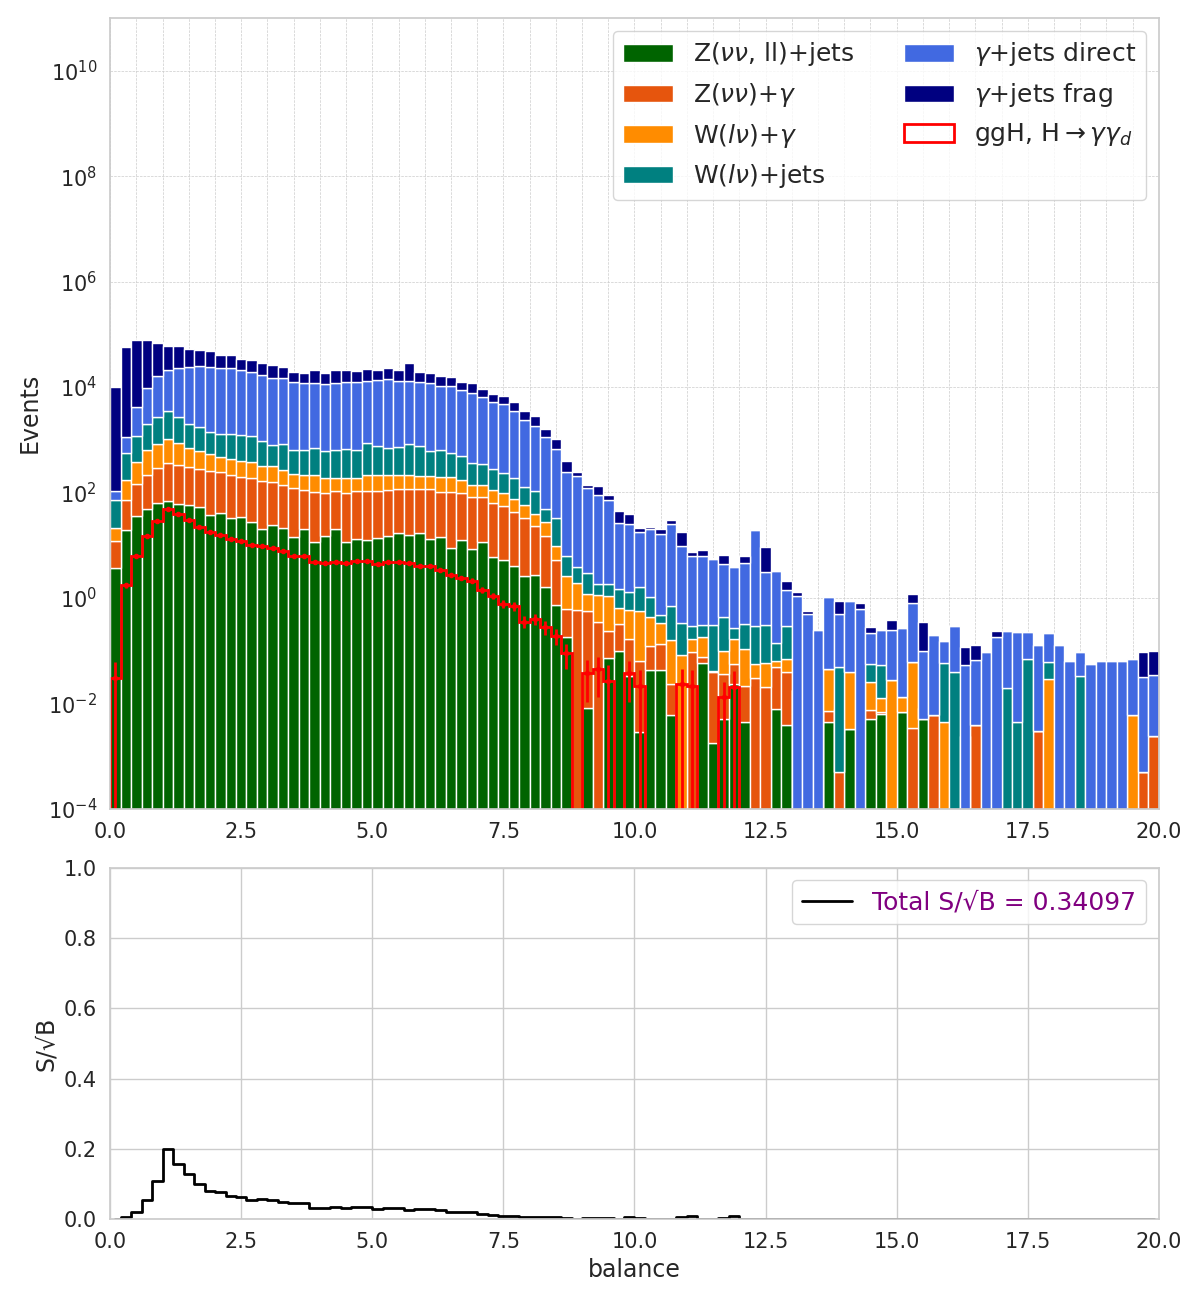 Z(νν, ll)+jets
Z(νν)+γ
W(lν)+γ
W(lν)+jets
γ+jets direct
γ+jets frag
ggH, H→γγ_d
Events
10^10
10^8
10^6
10^4
10^2
10^0
10^−2
10^−4
0.0 2.5 5.0 7.5 10.0 12.5 15.0 17.5 20.0
Total S/√B = 0.34097
S/√B
1.0
0.8
0.6
0.4
0.2
0.0
0.0 2.5 5.0 7.5 10.0 12.5 15.0 17.5 20.0
balance